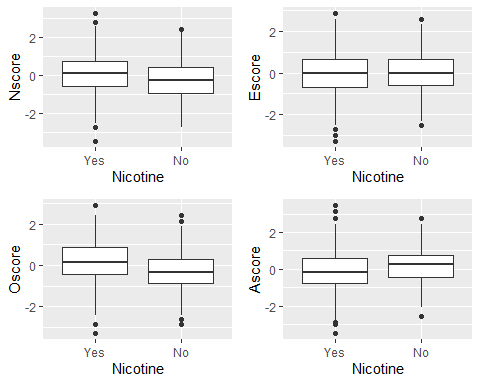 Nscore
2
0
-2
Yes No
Nicotine
Escore
2
0
-2
Yes No
Nicotine
Oscore
2
0
-2
Yes No
Nicotine
Ascore
2
0
-2
Yes No
Nicotine